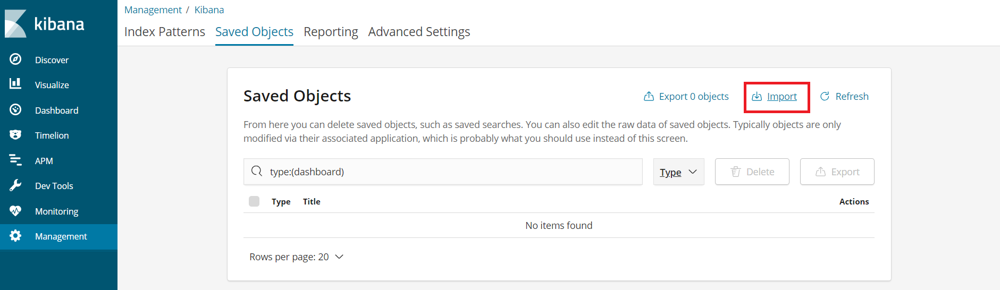 kibana
Discover
Visualize
Dashboard
Timelion
APM
Dev Tools
Monitoring
Management
Management / Kibana
Index Patterns Saved Objects Reporting Advanced Settings
Saved Objects
Export 0 objects Import Refresh
From here you can delete saved objects, such as saved searches. You can also edit the raw data of saved objects. Typically objects are only
modified via their associated application, which is probably what you should use instead of this screen.
type:(dashboard) Type Delete Export
Type Title Actions
No items found
Rows per page: 20